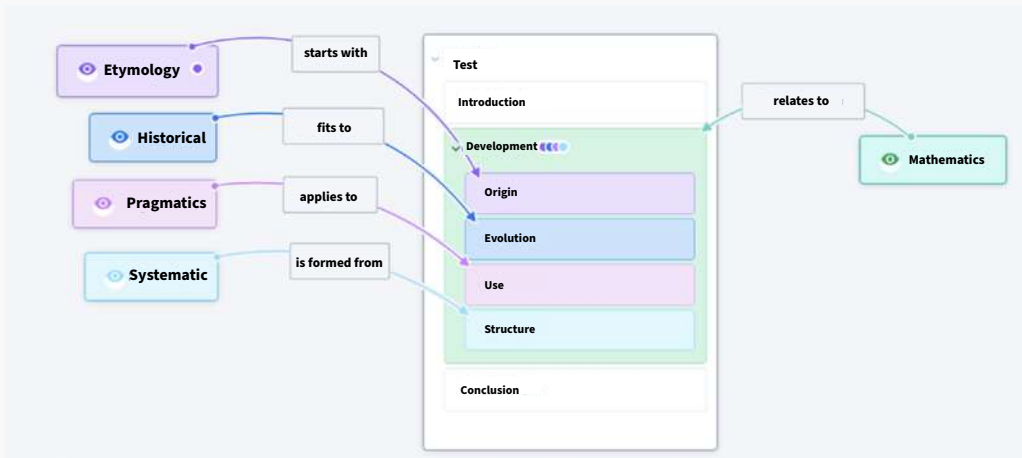 Etymology
starts with
Historical
fits to
Pragmatics
applies to
Systematic
is formed from
Test
Introduction
Development
Origin
Evolution
Use
Structure
Conclusion
relates to
Mathematics